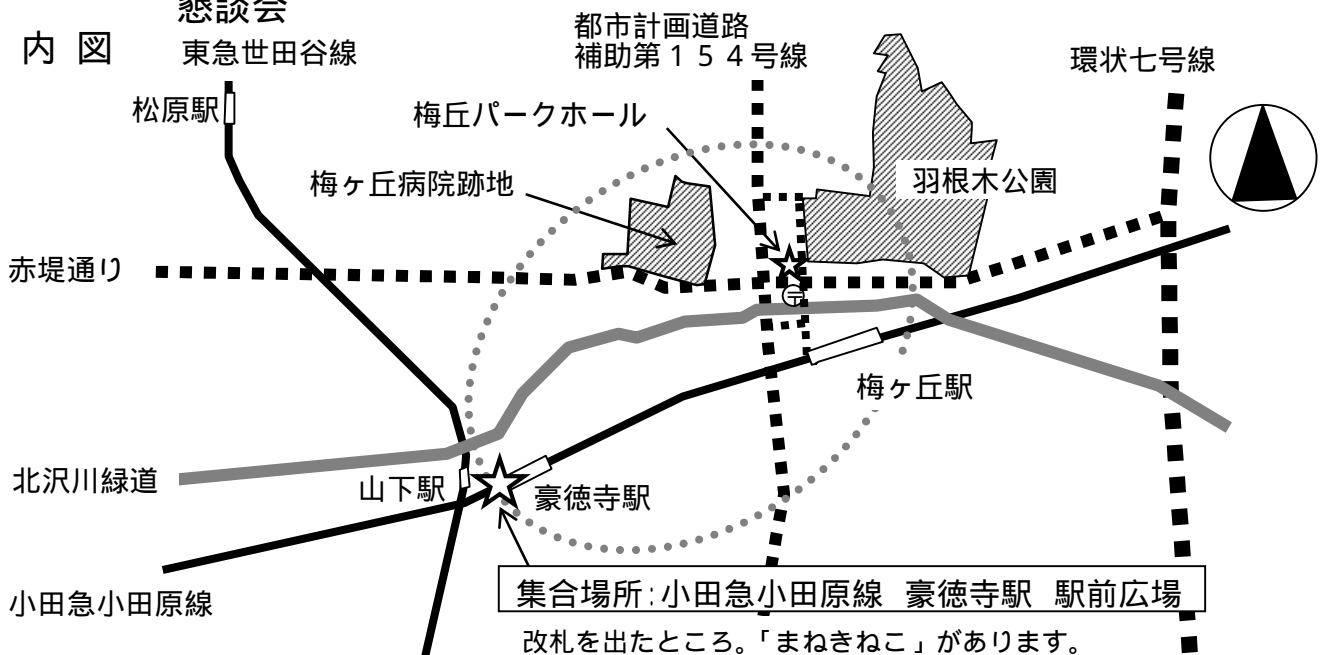 懇談会
内 図
東急世田谷線
都市計画道路
補助第１５４号線
環状七号線
松原駅
梅丘パークホール
梅ヶ丘病院跡地
羽根木公園
赤堤通り
〒
梅ヶ丘駅
北沢川緑道
山下駅
豪徳寺駅
集合場所:小田急小田原線 豪徳寺駅 駅前広場
小田急小田原線
改札を出たところ。「まねきねこ」があります。